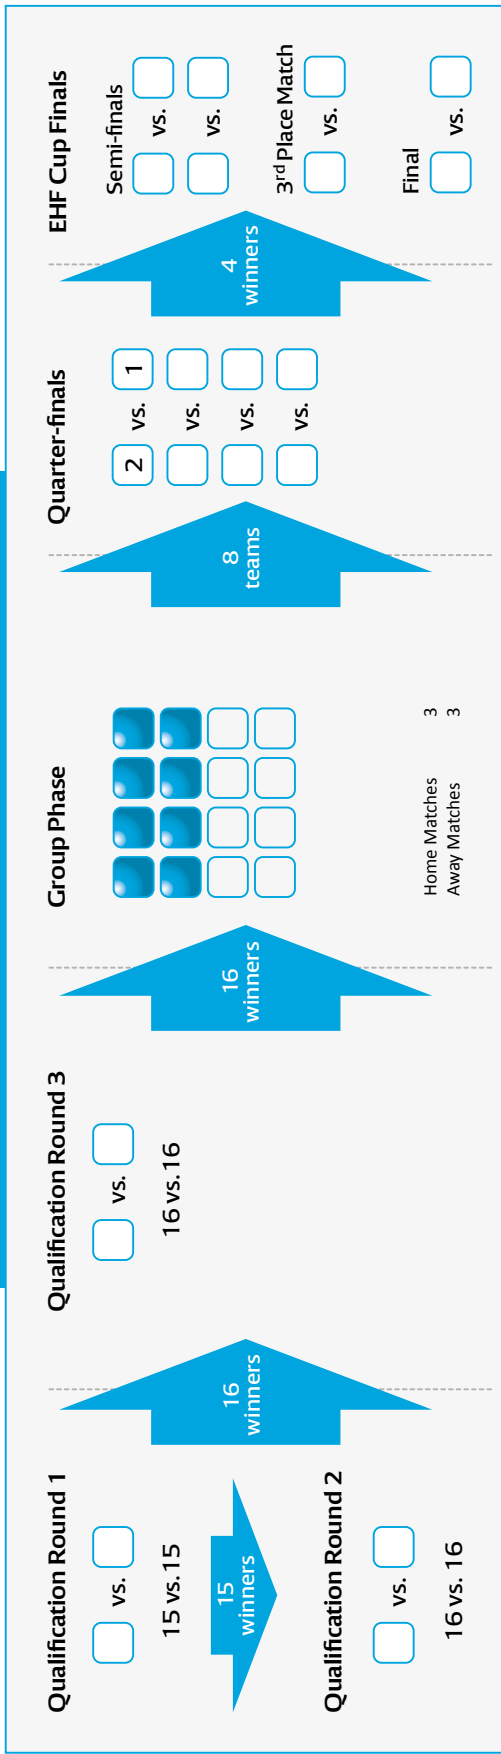 Qualification Round 1
vs.
15 vs. 15
15
winners
Qualification Round 2
vs.
16 vs. 16
16
winners
Qualification Round 3
vs.
16 vs. 16
16
winners
Group Phase
Home Matches 3
Away Matches 3
8
teams
Quarter-finals
2 vs. 1
vs.
vs.
vs.
4
winners
EHF Cup Finals
Semi-finals
vs.
vs.
3rd Place Match
vs.
Final
vs.